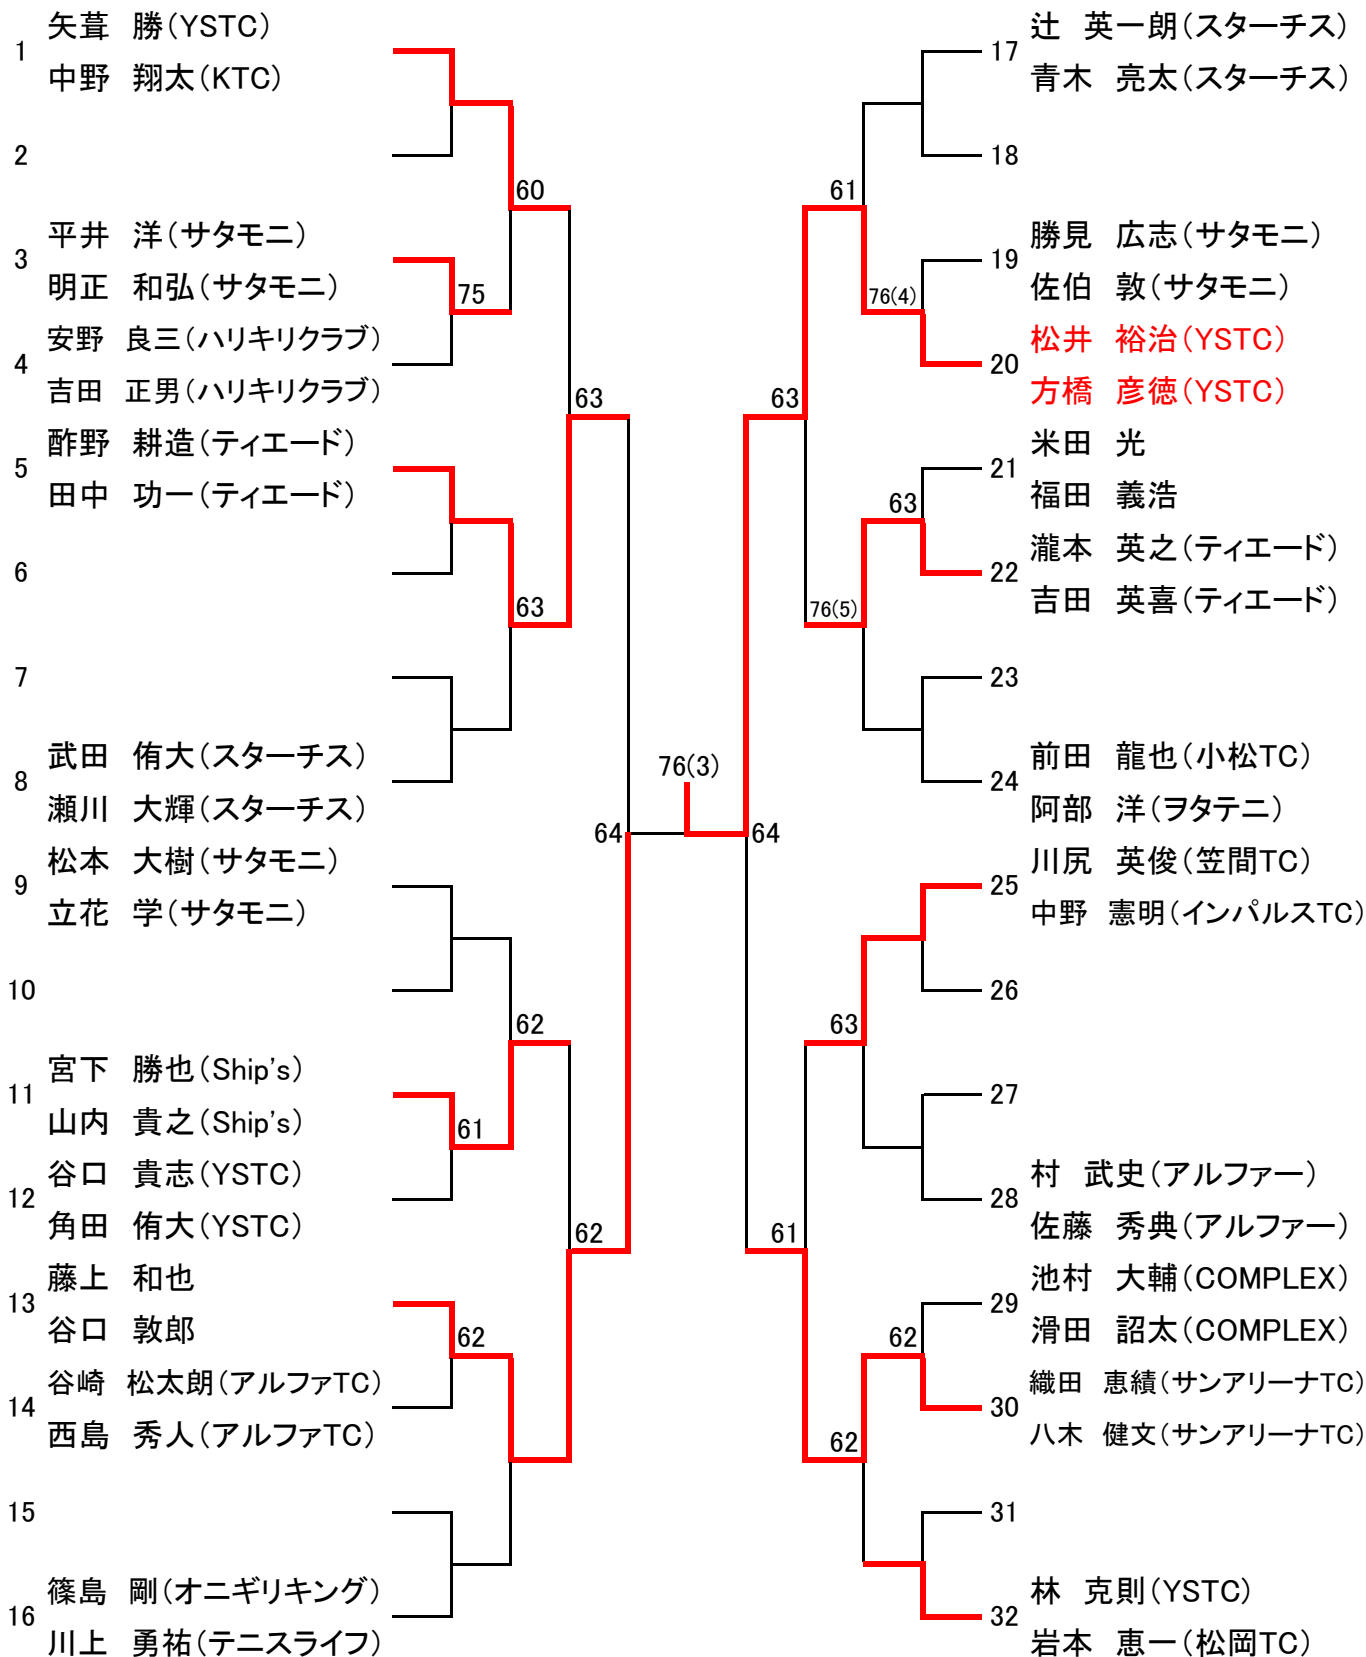 1 矢葺　勝(YSTC)
中野　翔太(KTC)
2
60
3 平井　洋(サタモニ)
明正　和弘(サタモニ)
75
4 安野　良三(ハリキリクラブ)
吉田　正男(ハリキリクラブ)
63
5 酢野　耕造(ティエード)
田中　功一(ティエード)
6
63
7
8 武田　侑大(スターチス)
瀬川　大輝(スターチス)
64
9 松本　大樹(サタモニ)
立花　学(サタモニ)
10
62
11 宮下　勝也(Ship's)
山内　貴之(Ship's)
61
12 谷口　貴志(YSTC)
角田　侑大(YSTC)
62
13 藤上　和也
谷口　敦郎
62
14 谷崎　松太朗(アルファTC)
西島　秀人(アルファTC)
15
16 篠島　剛(オニギリキング)
川上　勇祐(テニスライフ)
76(3)
17 辻　英一朗(スターチス)
青木　亮太(スターチス)
18
61
19 勝見　広志(サタモニ)
佐伯　敦(サタモニ)
76(4)
20 松井　裕治(YSTC)
方橋　彦徳(YSTC)
63
21 米田　光
福田　義浩
63
22 瀧本　英之(ティエード)
吉田　英喜(ティエード)
76(5)
23
24 前田　龍也(小松TC)
阿部　洋(ヲタテニ)
64
25 川尻　英俊(笠間TC)
中野　憲明(インパルスTC)
26
63
27
28 村　武史(アルファー)
佐藤　秀典(アルファー)
61
29 池村　大輔(COMPLEX)
滑田　詔太(COMPLEX)
62
30 織田　恵績(サンアリーナTC)
八木　健文(サンアリーナTC)
62
31
32 林　克則(YSTC)
岩本　恵一(松岡TC)